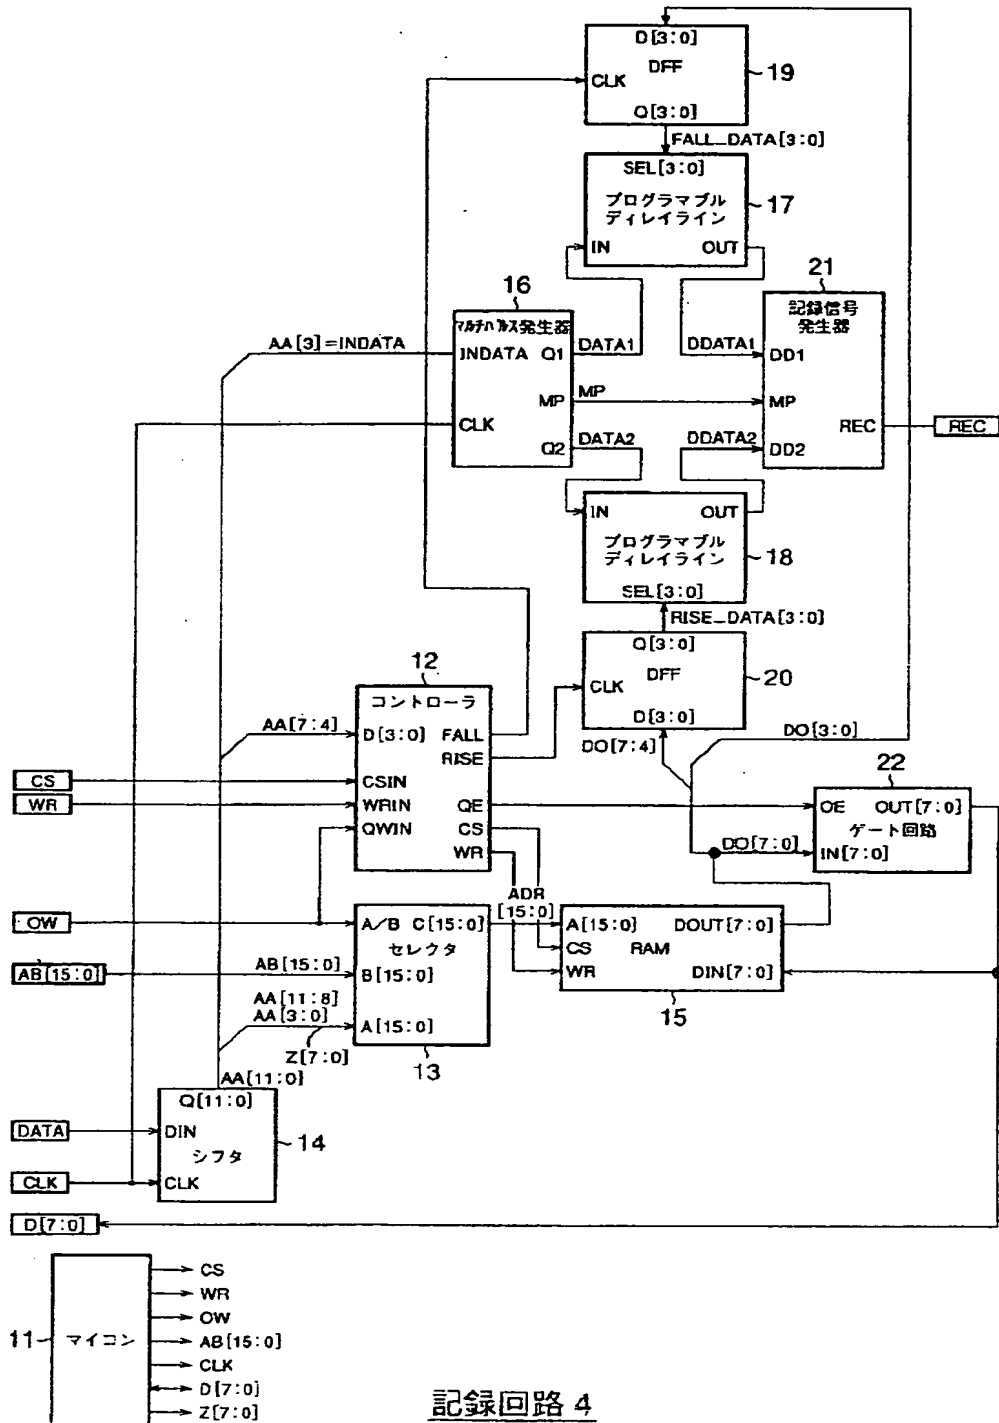 D[3:0]
DFF
CLK
Q[3:0]
19
FALL_DATA[3:0]
SEL[3:0]
プログラマブル
ディレイライン
IN
OUT
17
16
マルチパルス発生器
INDATA
Q1
MP
CLK
Q2
AA[3]=INDATA
DATA1
MP
DATA2
DDATA1
DDATA2
21
記録信号
発生器
DD1
MP
REC
DD2
REC
IN
OUT
プログラマブル
ディレイライン
SEL[3:0]
18
RISE_DATA[3:0]
Q[3:0]
CLK
DFF
D[3:0]
20
DO[7:4]
DO[3:0]
12
コントローラ
AA[7:4]
D[3:0]
FALL
RISE
CSIN
WRIN
QE
QWIN
CS
WR
CS
WR
22
OE
OUT[7:0]
ゲート回路
IN[7:0]
DO[7:0]
ADR
[15:0]
OW
AB[15:0]
A/B
C[15:0]
セレクタ
B[15:0]
A[15:0]
13
AB[15:0]
AA[11:8]
AA[3:0]
Z[7:0]
AA[11:0]
A[15:0]
DOUT[7:0]
CS
RAM
WR
DIN[7:0]
15
Q[11:0]
DIN
シフタ
CLK
14
DATA
CLK
D[7:0]
11
マイコン
CS
WR
OW
AB[15:0]
CLK
D[7:0]
Z[7:0]
記録回路 4